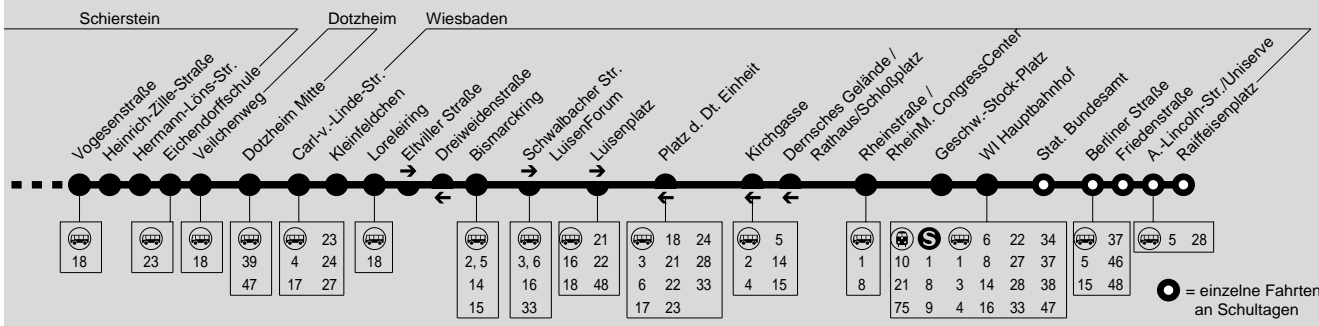 Schierstein
Dotzheim
Wiesbaden
Vogesenstraße
Heinrich-Zille-Straße
Hermann-Löns-Str.
Eichendorffschule
Veilchenweg
Dotzheim Mitte
Carl-v.-Linde-Str.
Kleinfeldchen
Loreleiring
Eltviller Straße
Dreiweidenstraße
Bismarckring
Schwalbacher Str.
LuisenForum
Luisenplatz
Platz d. Dt. Einheit
Kirchgasse
Dernsches Gelände /
Rathaus/Schloßplatz
Rheinstraße /
RheinM. CongressCenter
Geschw.-Stock-Platz
WI Hauptbahnhof
Stat. Bundesamt
Berliner Straße
Friedenstraße
A.-Lincoln-Str./Uniserve
Raiffeisenplatz
18
23
18
39
47
23
4 24
17 27
18
2, 5
14
15
3, 6
16
33
21
16 22
18 48
18 24
3 21 28
6 22 33
17 23
5
2 14
4 15
1
8
S 6 22 34
10 1 1 8 27 37
21 8 3 14 28 38
75 9 4 16 33 47
37
5 46
15 48
5 28
= einzelne Fahrten
an Schultagen